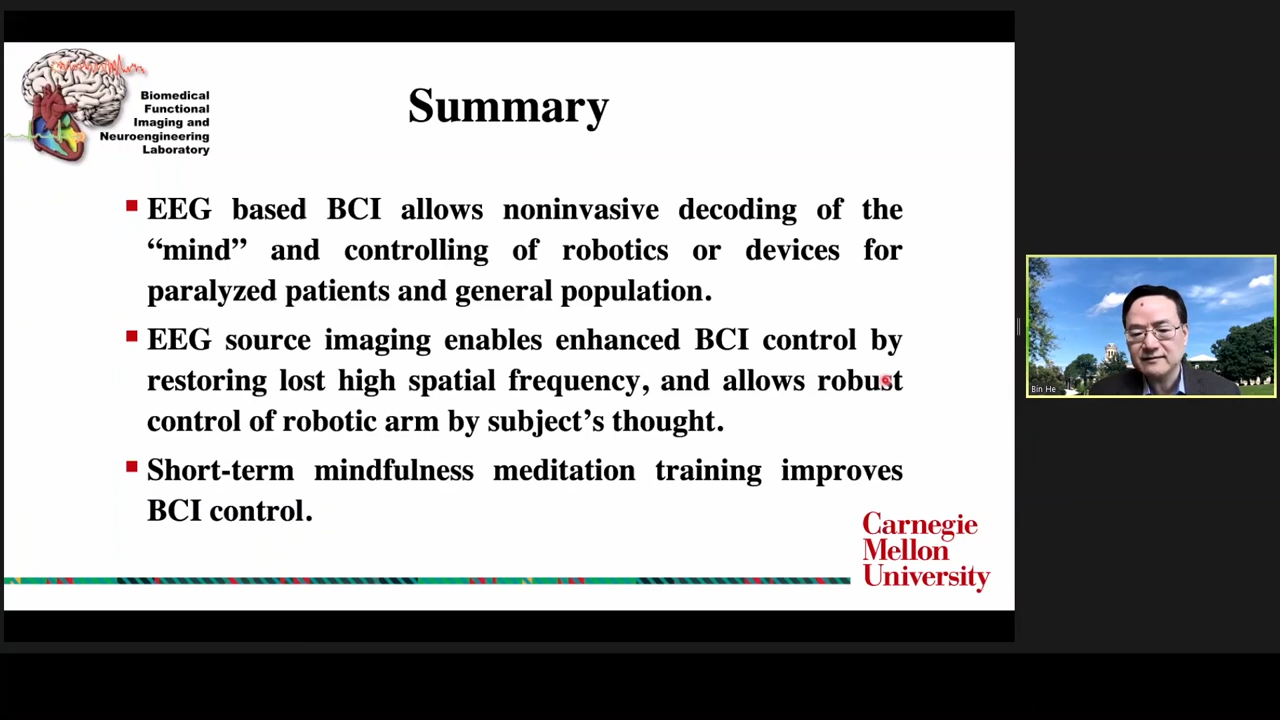 Biomedical
Functional
Imaging and
Neuroengineering
Laboratory
Summary
EEG based BCI allows noninvasive decoding of the
“mind” and controlling of robotics or devices for
paralyzed patients and general population.
EEG source imaging enables enhanced BCI control by
restoring lost high spatial frequency, and allows robust
control of robotic arm by subject’s thought.
Short-term mindfulness meditation training improves
BCI control.
Carnegie
Mellon
University
Bin He